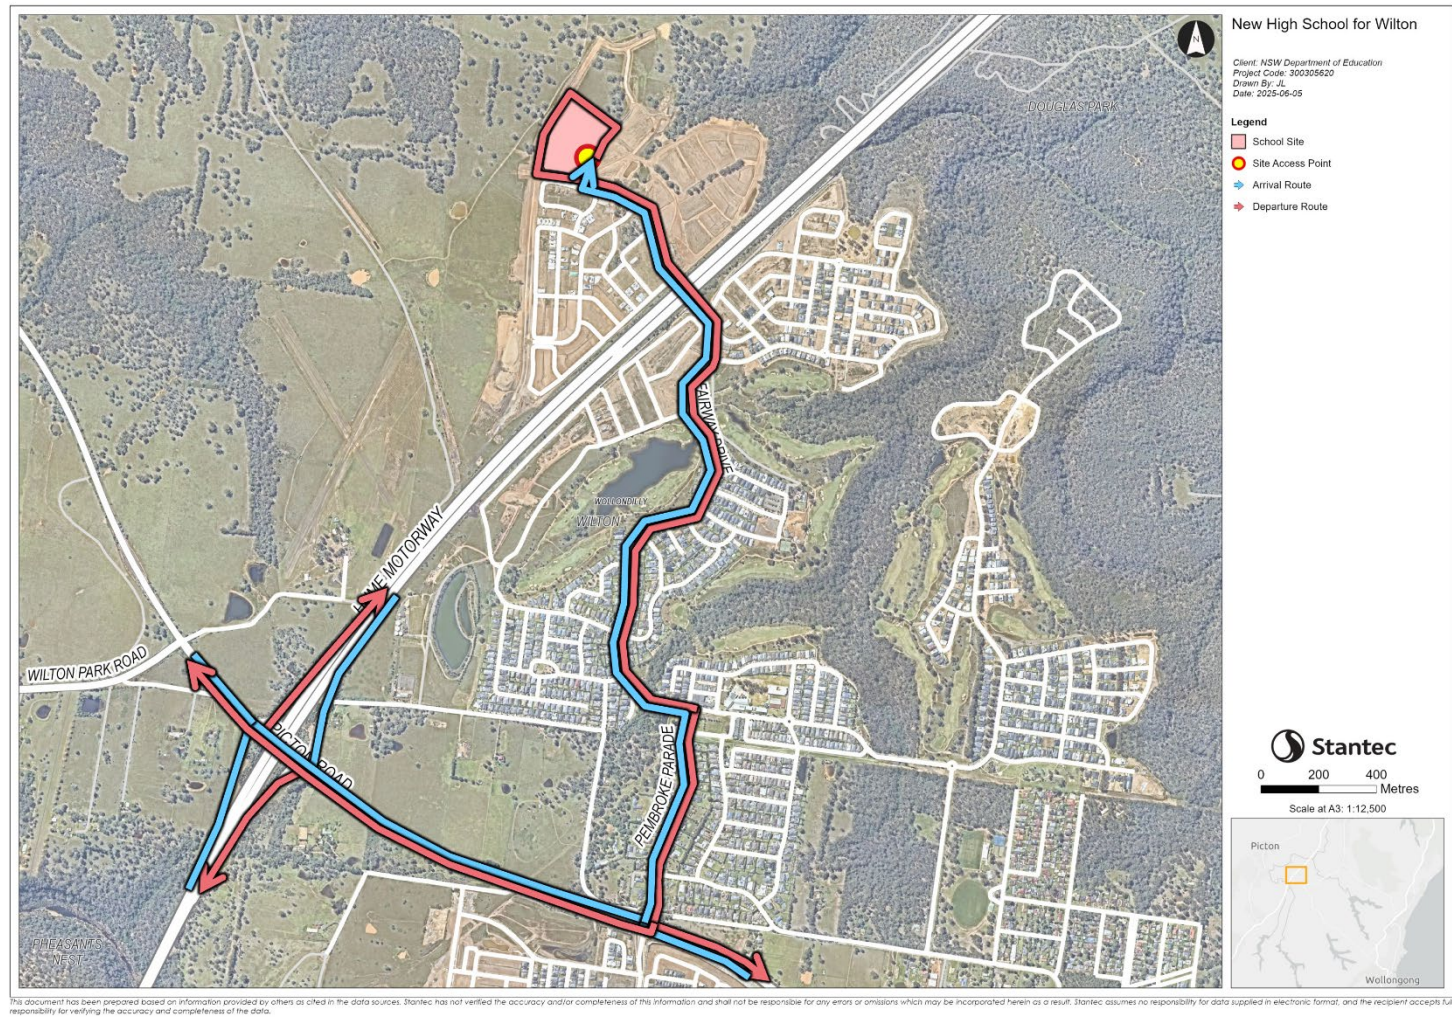 New High School for Wilton
Client: NSW Department of Education
Project Code: 300305620
Drawn By: JL
Date: 2025-06-05
Legend
School Site
Site Access Point
Arrival Route
Departure Route
N
DOUGLAS PARK
FAIRWAY DRIVE
WOLLONDILLY
WILTON
HUME MOTORWAY
WILTON PARK ROAD
PICTON ROAD
PEMBROKE PARADE
PHEASANTS
NEST
Stantec
0 200 400
Metres
Scale at A3: 1:12,500
Picton
Wollongong
This document has been prepared based on information provided by others as cited in the data sources. Stantec has not verified the accuracy and/or completeness of this information and shall not be responsible for any errors or omissions which may be incorporated herein as a result. Stantec assumes no responsibility for data supplied in electronic format, and the recipient accepts full
responsibility for verifying the accuracy and completeness of the data.